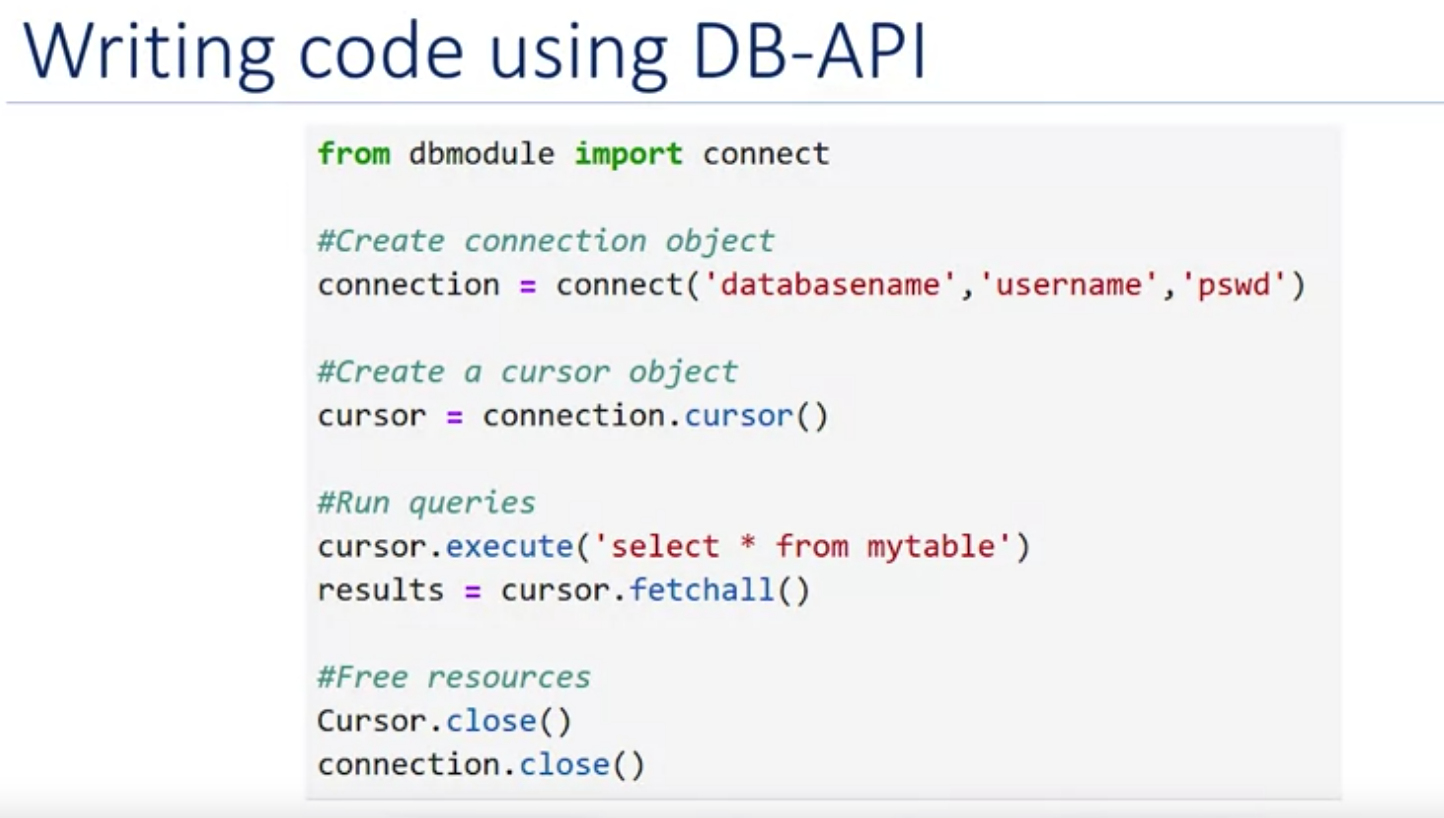 Writing code using DB-API
from dbmodule import connect
#Create connection object
connection = connect('databasename','username','pswd')
#Create a cursor object
cursor = connection.cursor()
#Run queries
cursor.execute('select * from mytable')
results = cursor.fetchall()
#Free resources
Cursor.close()
connection.close()